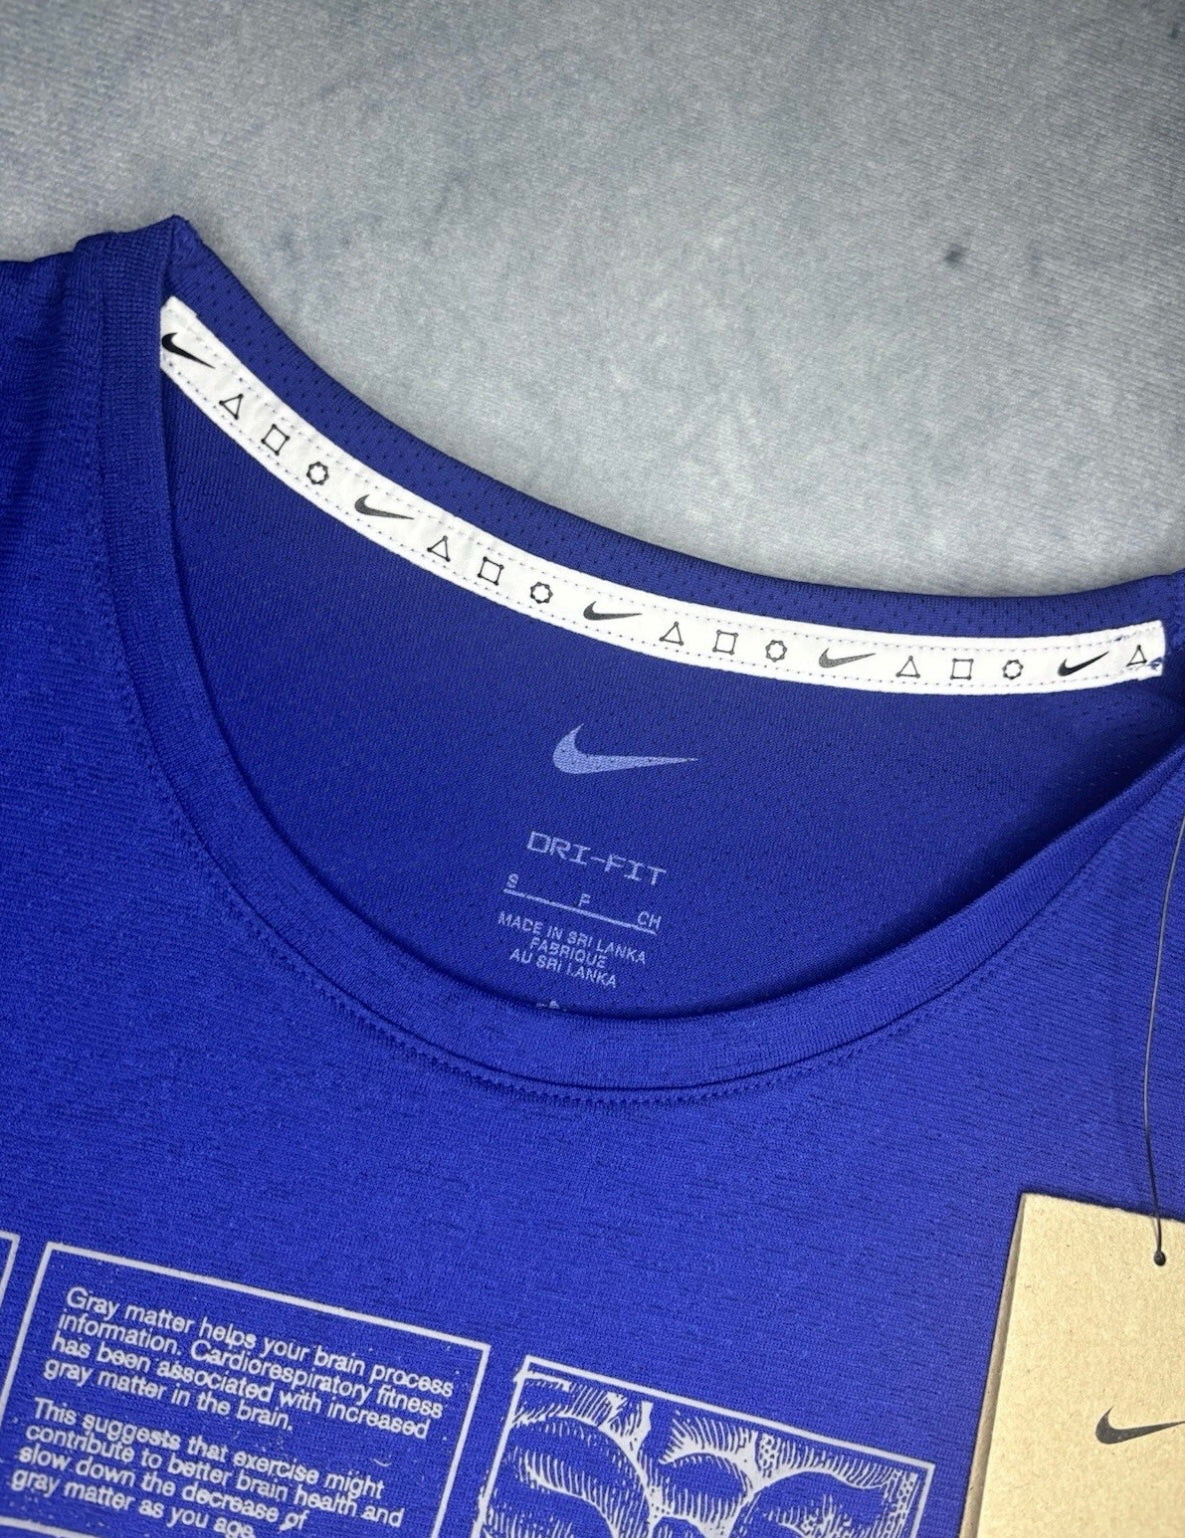 DRI-FIT
S P CH
MADE IN SRI LANKA
FABRIQUE
AU SRI LANKA
Gray matter helps your brain process
information. Cardiorespiratory fitness
has been associated with increased
gray matter in the brain.
This suggests that exercise might
contribute to better brain health and
slow down the decrease of
gray matter as you age.